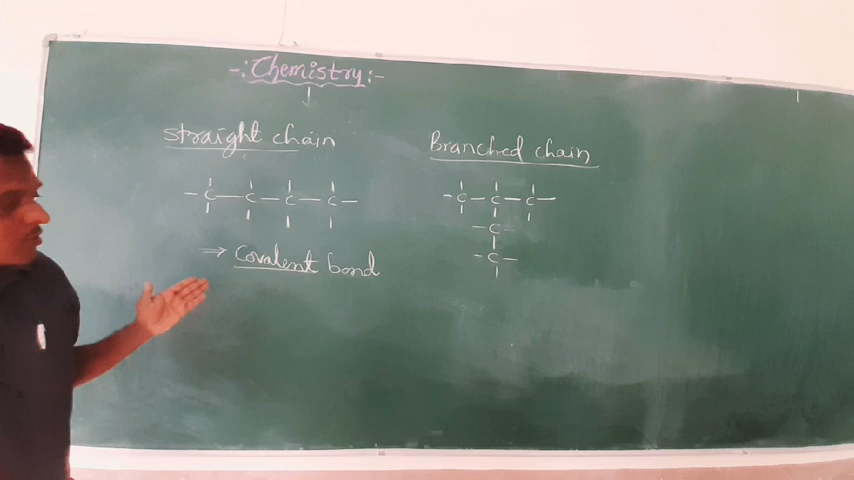 -:Chemistry:-
straight chain
Branched chain
-C-C-C-C-
-C-C-C-
-C-
-C-
⇒ Covalent bond